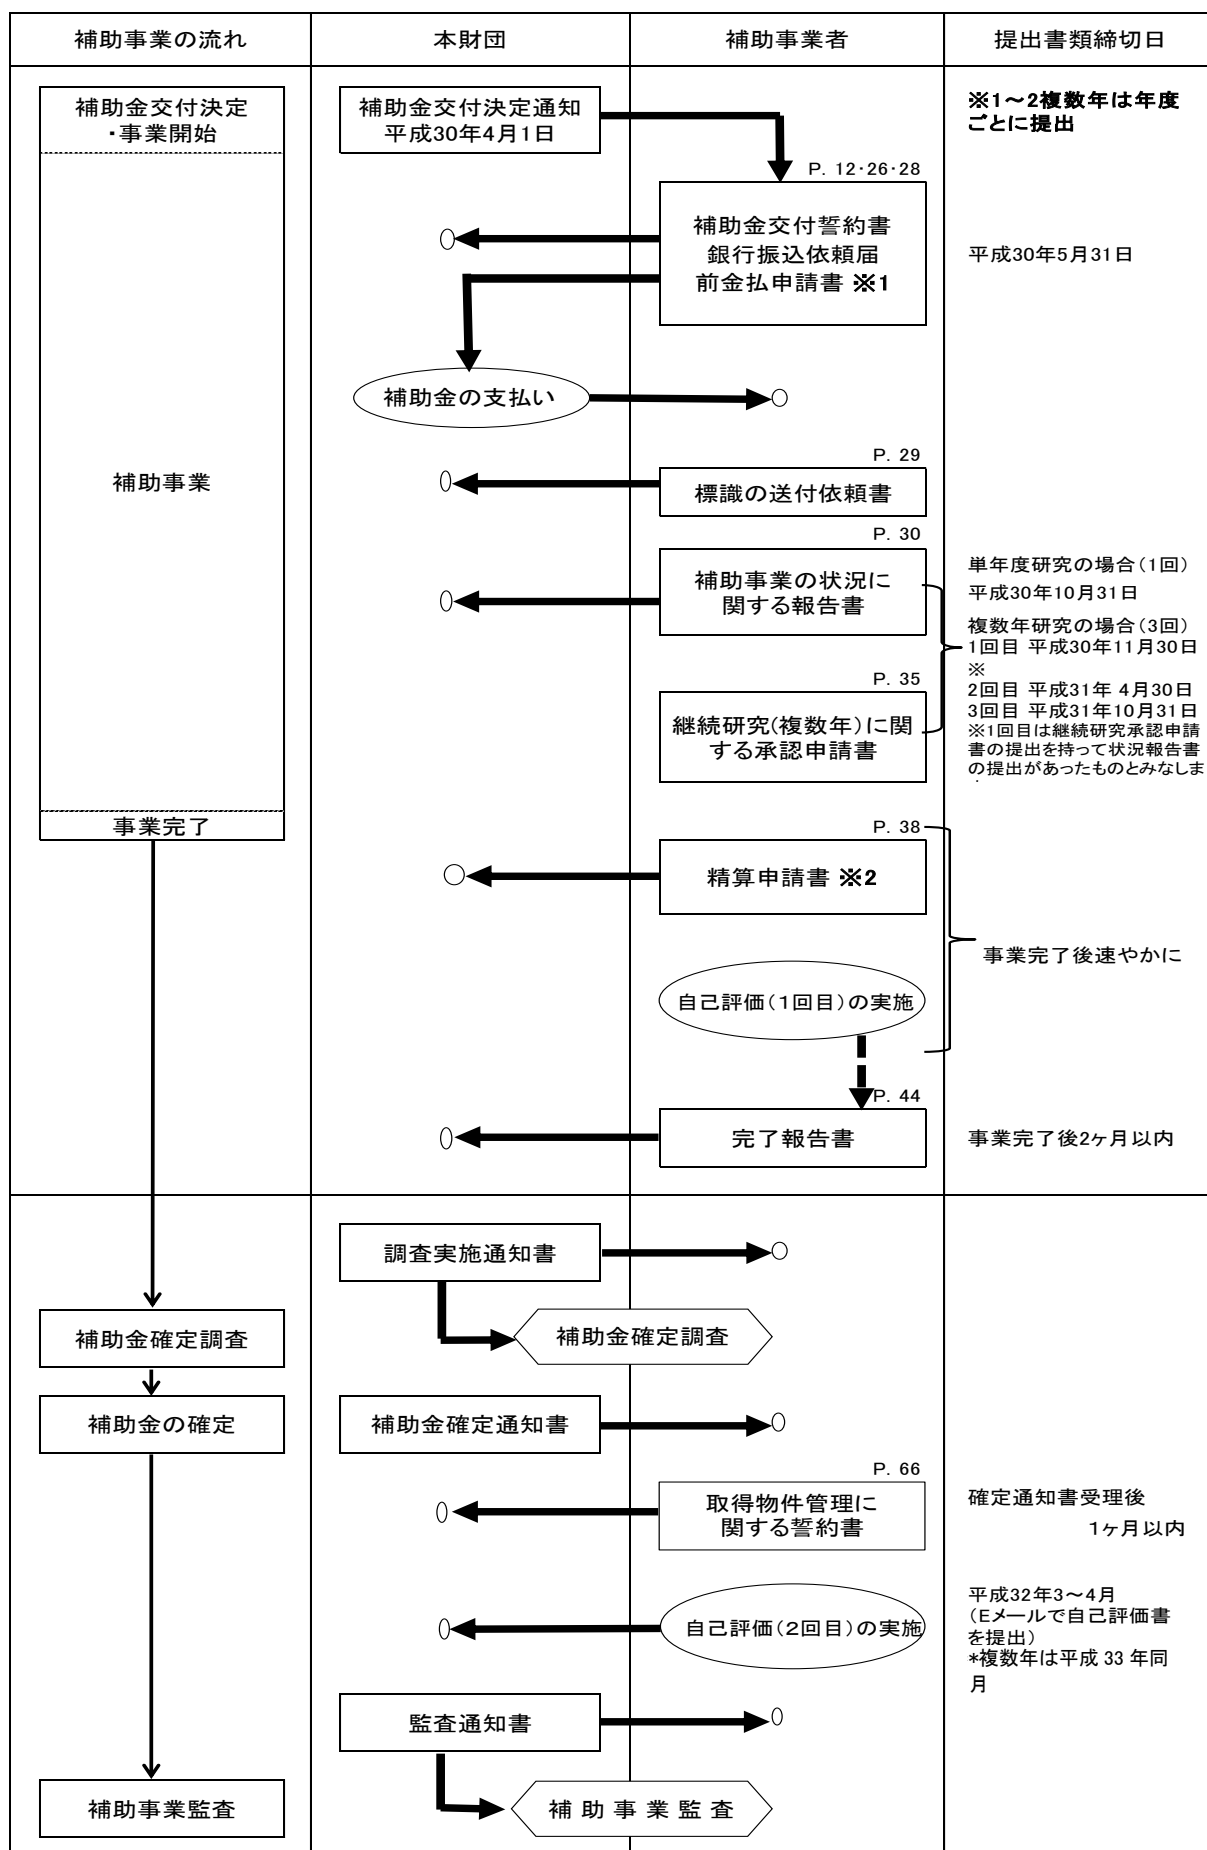 補助事業の流れ
本財団
補助事業者
提出書類締切日
補助金交付決定
・事業開始
補助金交付決定通知
平成30年4月1日
※1～2複数年は年度
ごとに提出
P. 12・26・28
補助金交付誓約書
銀行振込依頼届
前金払申請書 ※1
平成30年5月31日
補助金の支払い
補助事業
P. 29
標識の送付依頼書
P. 30
補助事業の状況に
関する報告書
単年度研究の場合（1回）
平成30年10月31日
複数年研究の場合（3回）
1回目 平成30年11月30日
※
2回目 平成31年 4月30日
3回目 平成31年10月31日
※1回目は継続研究承認申請
書の提出を持って状況報告書
の提出があったものとみなしま
P. 35
継続研究(複数年)に関
する承認申請書
事業完了
P. 38
精算申請書 ※2
事業完了後速やかに
自己評価（1回目）の実施
P. 44
完了報告書
事業完了後2ヶ月以内
調査実施通知書
補助金確定調査
補助金確定調査
補助金の確定
補助金確定通知書
P. 66
取得物件管理に
関する誓約書
確定通知書受理後
1ヶ月以内
自己評価（2回目）の実施
平成32年3～4月
（Eメールで自己評価書
を提出）
*複数年は平成 33 年同
月
監査通知書
補助事業監査
補 助 事 業 監 査